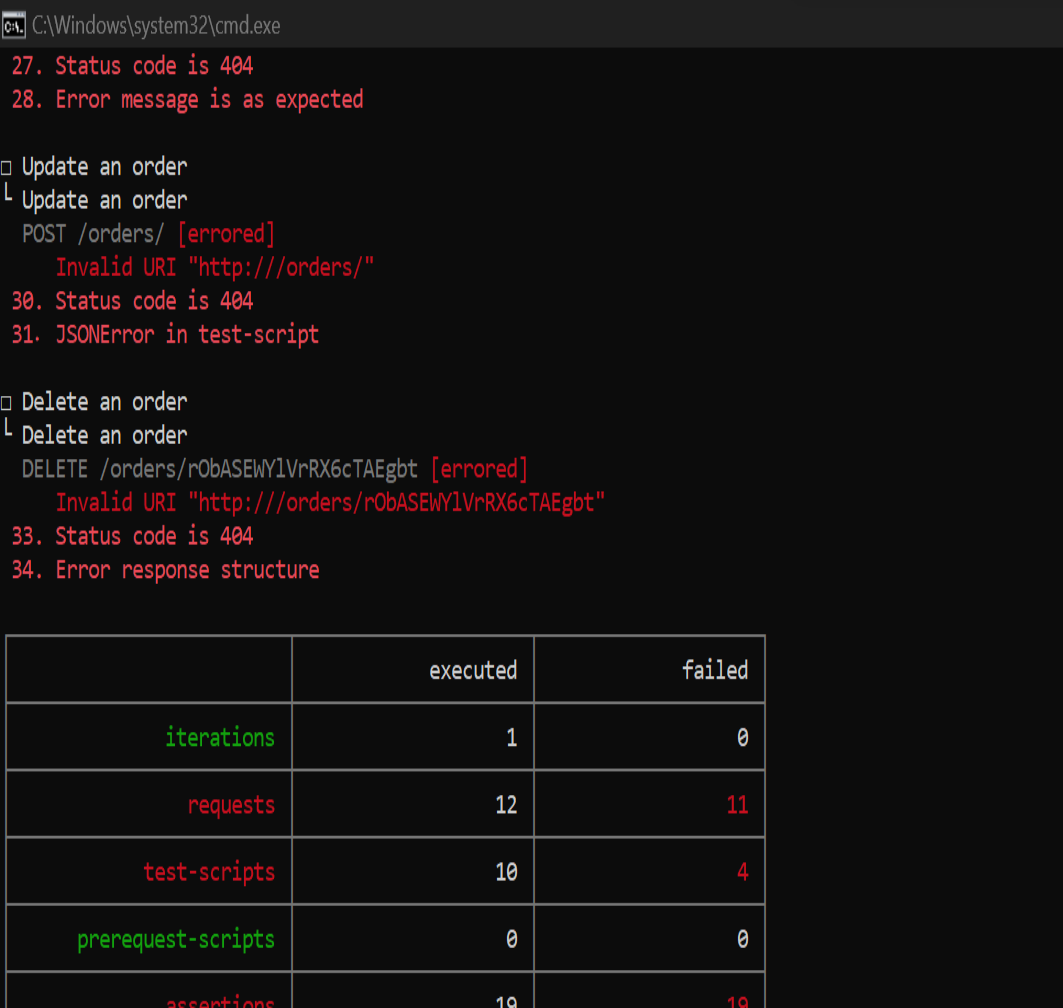 C:\Windows\system32\cmd.exe
27. Status code is 404
28. Error message is as expected
□ Update an order
└ Update an order
POST /orders/ [errored]
Invalid URI "http:///orders/"
30. Status code is 404
31. JSONError in test-script
□ Delete an order
└ Delete an order
DELETE /orders/rObASEWYlVrRX6cTAEgbt [errored]
Invalid URI "http:///orders/rObASEWYlVrRX6cTAEgbt"
33. Status code is 404
34. Error response structure
executed failed
iterations 1 0
requests 12 11
test-scripts 10 4
prerequest-scripts 0 0
assertions 19 19